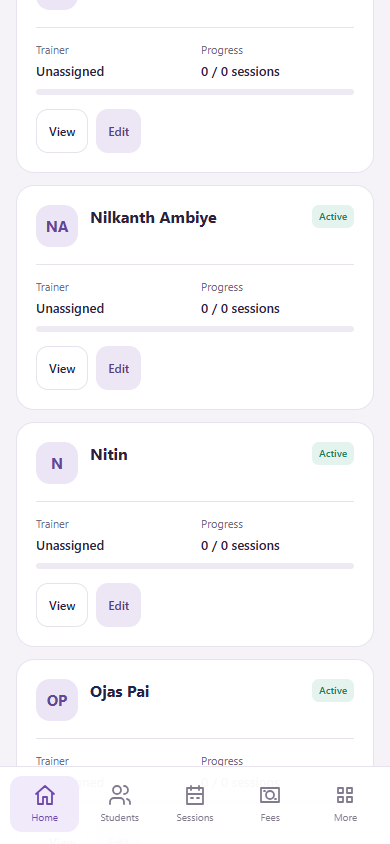 Trainer Progress
Unassigned 0 / 0 sessions
View Edit
NA Nilkanth Ambiye Active
Trainer Progress
Unassigned 0 / 0 sessions
View Edit
N Nitin Active
Trainer Progress
Unassigned 0 / 0 sessions
View Edit
OP Ojas Pai Active
Trainer Progress
Home Students Sessions Fees More